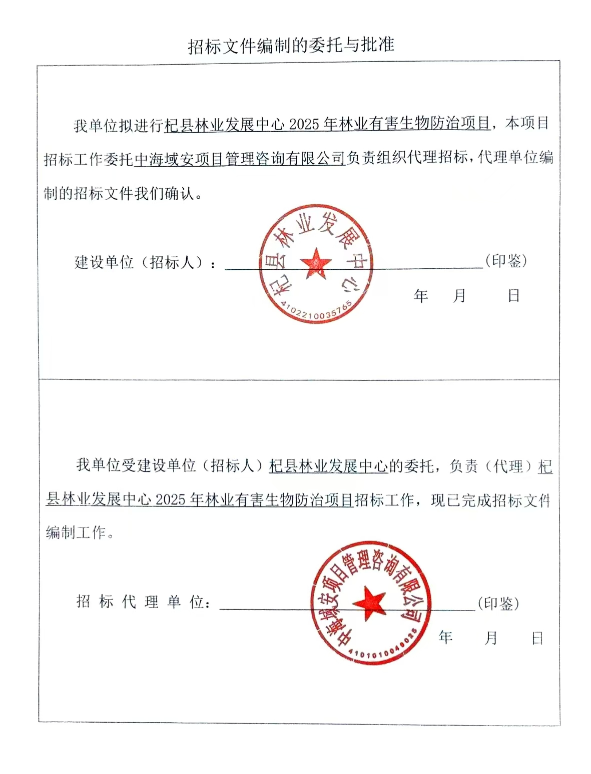 招标文件编制的委托与批准
我单位拟进行杞县林业发展中心 2025 年林业有害生物防治项目，本项目
招标工作委托中海域安项目管理咨询有限公司负责组织代理招标，代理单位编
制的招标文件我们确认。
建设单位（招标人）：(印鉴)
杞县林业发展中心
4102210035765
年 月 日
我单位受建设单位（招标人）杞县林业发展中心的委托，负责（代理）杞
县林业发展中心 2025 年林业有害生物防治项目招标工作，现已完成招标文件
编制工作。
招 标 代 理 单 位：(印鉴)
中海域安项目管理咨询有限公司
年 月 日